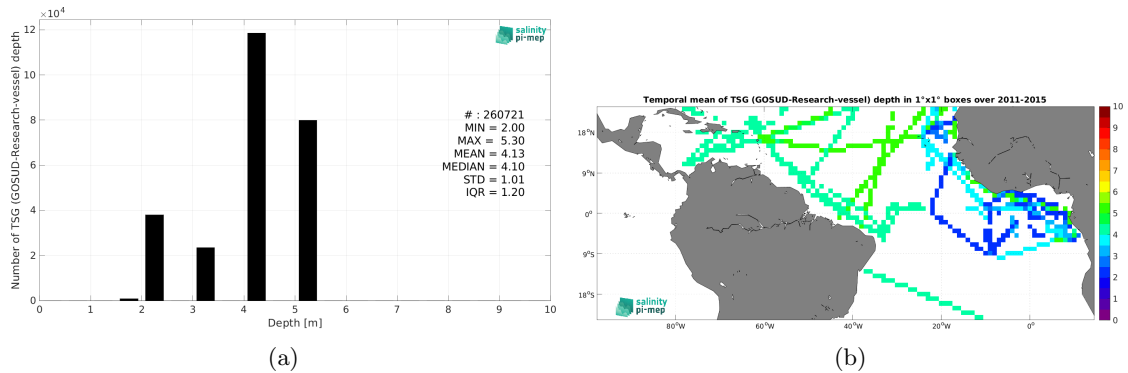 ×10⁴
12
10
8
6
4
2
0
Number of TSG (GOSUD-Research-vessel) depth
0 1 2 3 4 5 6 7 8 9 10
Depth [m]
salinity
pi-mep
# : 260721
MIN = 2.00
MAX = 5.30
MEAN = 4.13
MEDIAN = 4.10
STD = 1.01
IQR = 1.20
(a)
Temporal mean of TSG (GOSUD-Research-vessel) depth in 1°x1° boxes over 2011-2015
18°N
9°N
0°
9°S
18°S
80°W 60°W 40°W 20°W 0°
salinity
pi-mep
10
9
8
7
6
5
4
3
2
1
0
(b)